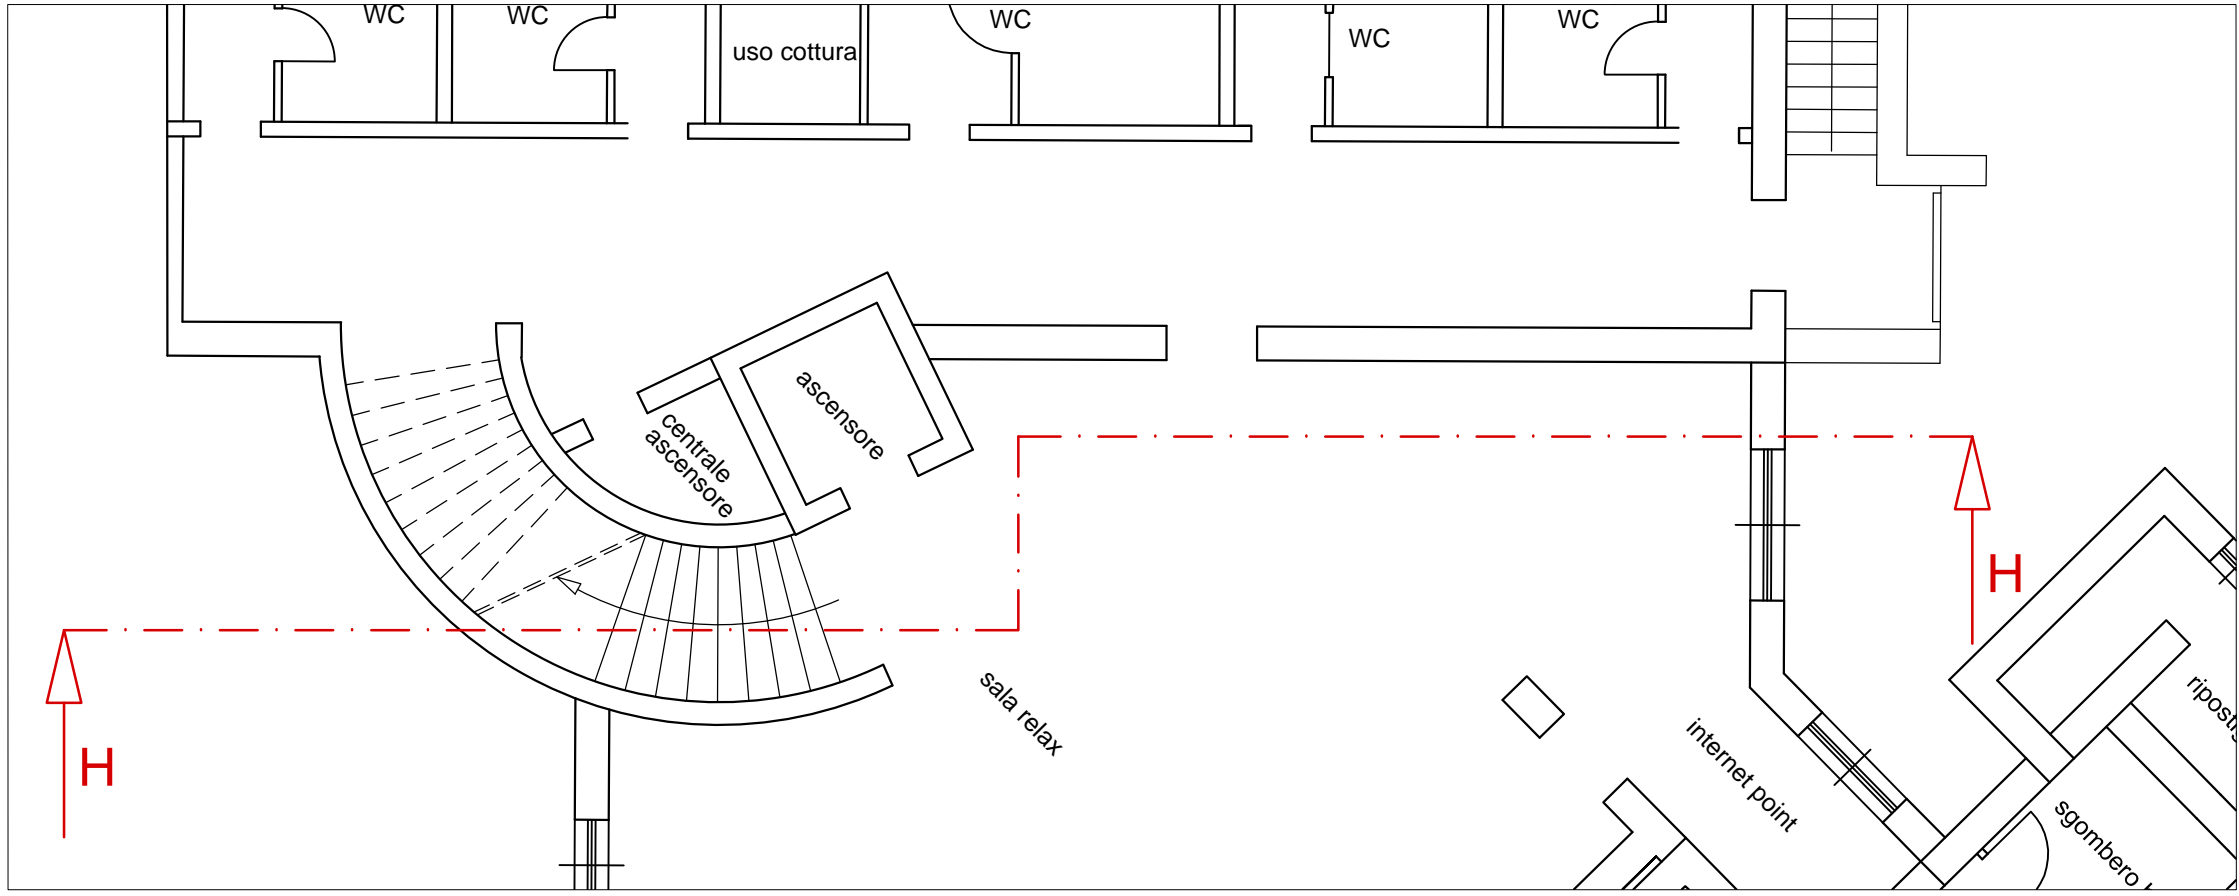 WC
WC
WC
WC
WC
uso cottura
ascensore
centrale
ascensore
H
H
sala relax
internet point
sgombero